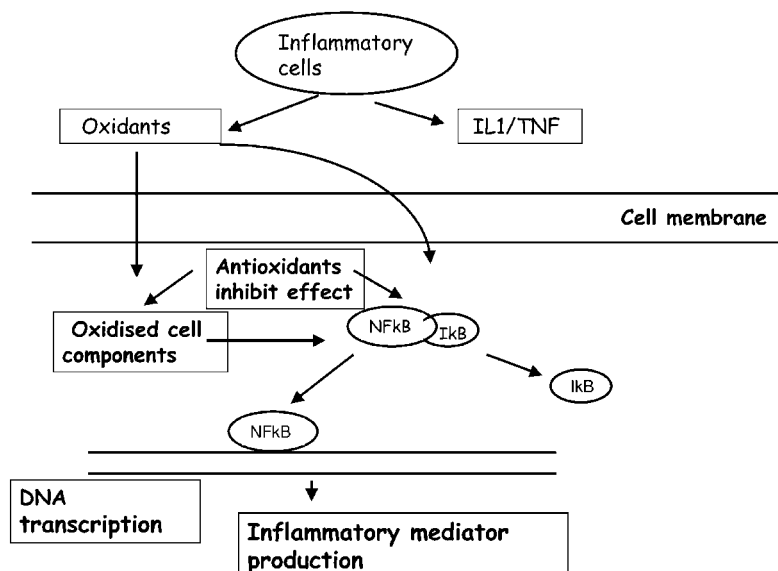 Inflammatory
cells
Oxidants
IL1/TNF
Cell membrane
Antioxidants
inhibit effect
Oxidised cell
components
NFkB
IkB
IkB
NFkB
DNA
transcription
Inflammatory mediator
production